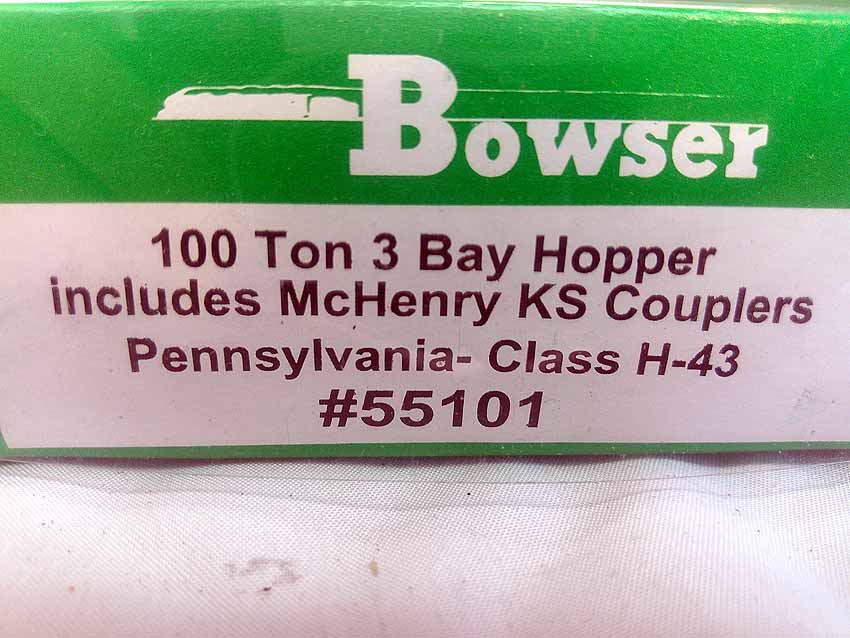 Bowser
100 Ton 3 Bay Hopper
includes McHenry KS Couplers
Pennsylvania- Class H-43
#55101